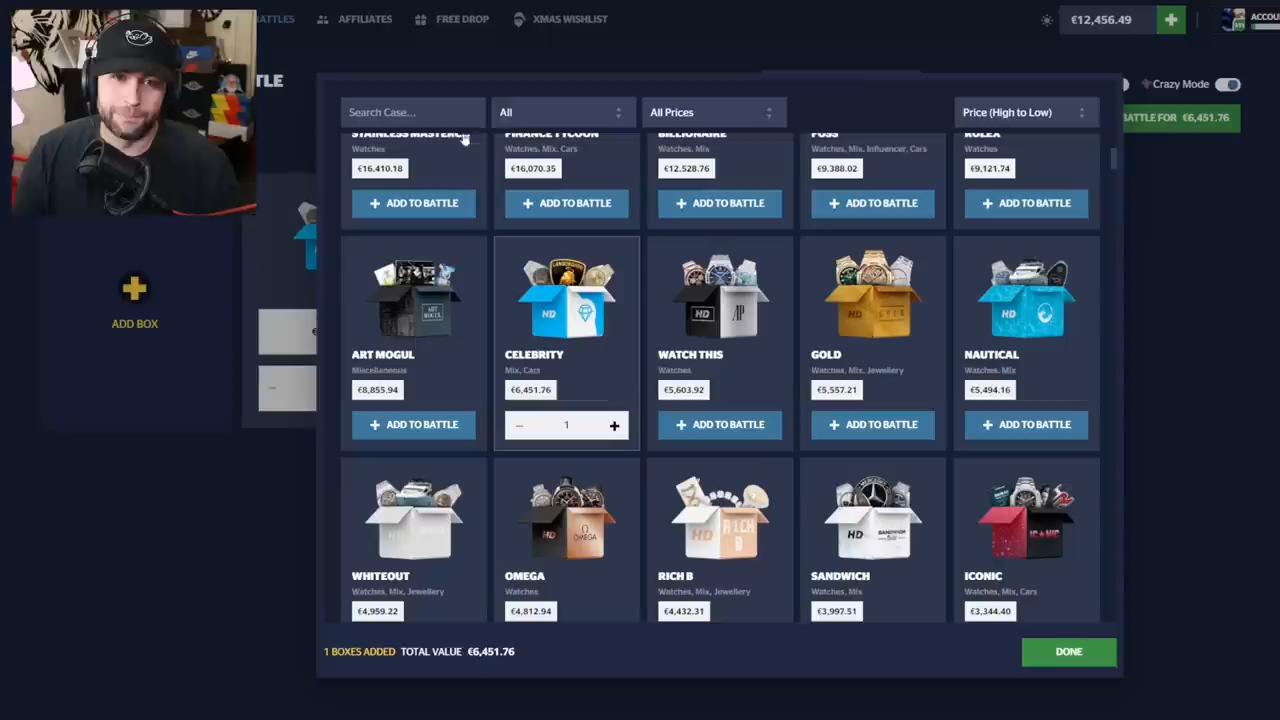 BATTLES
AFFILIATES
FREE DROP
XMAS WISHLIST
€12,456.49
ACCOU
TLE
Crazy Mode
BATTLE FOR €6,451.76
Search Case...
All
All Prices
Price (High to Low)
STAINLESS MASTERC
FINANCE TYCOON
BILLIONAIRE
ROLEX
Watches
Watches, Mix, Cars
Watches, Mix
Watches, Mix, Influencer, Cars
Watches
€16,410.18
€16,070.35
€12,528.76
€9,388.02
€9,121.74
+ ADD TO BATTLE
+ ADD TO BATTLE
+ ADD TO BATTLE
+ ADD TO BATTLE
+ ADD TO BATTLE
ADD BOX
ART MOGUL
CELEBRITY
WATCH THIS
GOLD
NAUTICAL
Miscellaneous
Mix, Cars
Watches
Watches, Mix, Jewellery
Watches, Mix
€8,855.94
€6,451.76
€5,603.92
€5,557.21
€5,494.16
+ ADD TO BATTLE
− 1 +
+ ADD TO BATTLE
+ ADD TO BATTLE
+ ADD TO BATTLE
WHITEOUT
OMEGA
RICH B
SANDWICH
ICONIC
Watches, Mix, Jewellery
Watches
Watches, Mix, Jewellery
Watches, Mix
Watches, Mix, Cars
€4,959.22
€4,812.94
€4,432.31
€3,997.51
€3,344.40
1 BOXES ADDED TOTAL VALUE €6,451.76
DONE